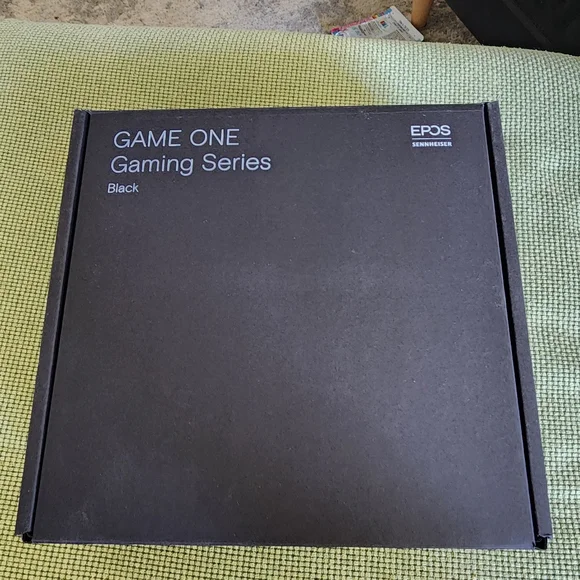 GAME ONE
Gaming Series
Black
EPOS
SENNHEISER